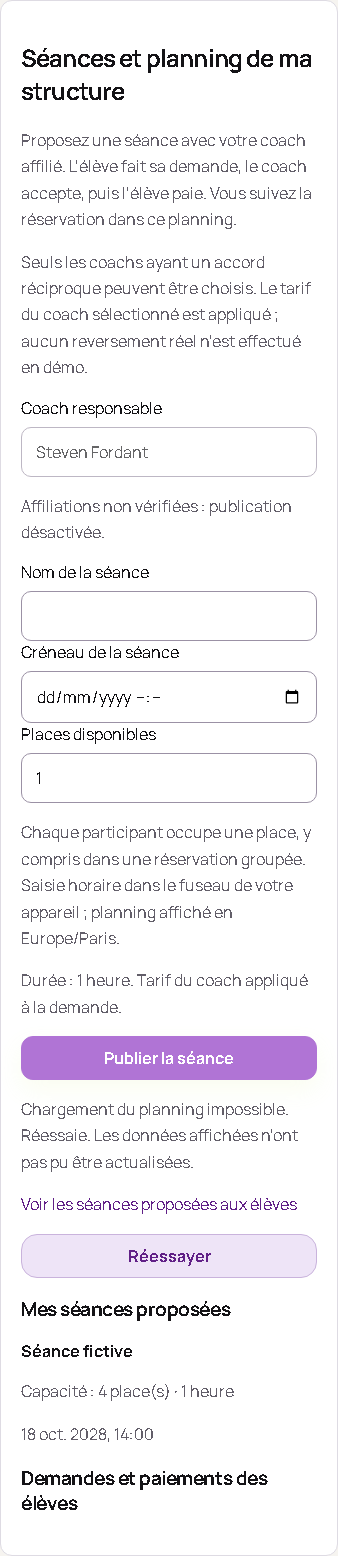 Séances et planning de ma
structure
Proposez une séance avec votre coach
affilié. L'élève fait sa demande, le coach
accepte, puis l'élève paie. Vous suivez la
réservation dans ce planning.
Seuls les coachs ayant un accord
réciproque peuvent être choisis. Le tarif
du coach sélectionné est appliqué ;
aucun reversement réel n'est effectué
en démo.
Coach responsable
Steven Fordant
Affiliations non vérifiées : publication
désactivée.
Nom de la séance
Créneau de la séance
dd/mm/yyyy --:--
Places disponibles
1
Chaque participant occupe une place, y
compris dans une réservation groupée.
Saisie horaire dans le fuseau de votre
appareil ; planning affiché en
Europe/Paris.
Durée : 1 heure. Tarif du coach appliqué
à la demande.
Publier la séance
Chargement du planning impossible.
Réessaie. Les données affichées n'ont
pas pu être actualisées.
Voir les séances proposées aux élèves
Réessayer
Mes séances proposées
Séance fictive
Capacité : 4 place(s) · 1 heure
18 oct. 2028, 14:00
Demandes et paiements des
élèves